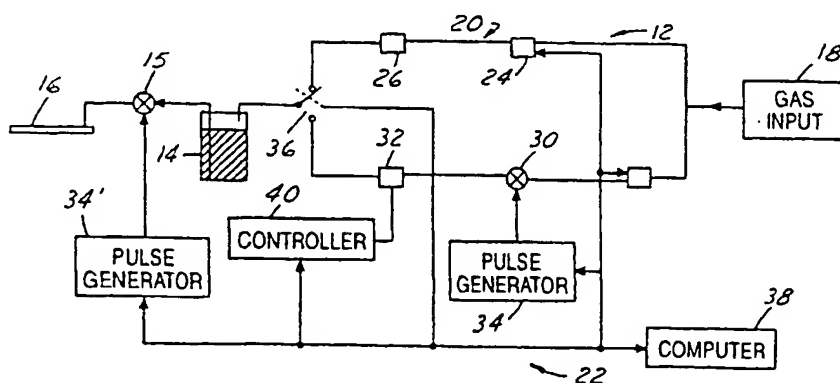 20
12
15
26
24
18
GAS
INPUT
16
36
14
32
30
40
34'
CONTROLLER
PULSE
GENERATOR
PULSE
GENERATOR
34
38
COMPUTER
22